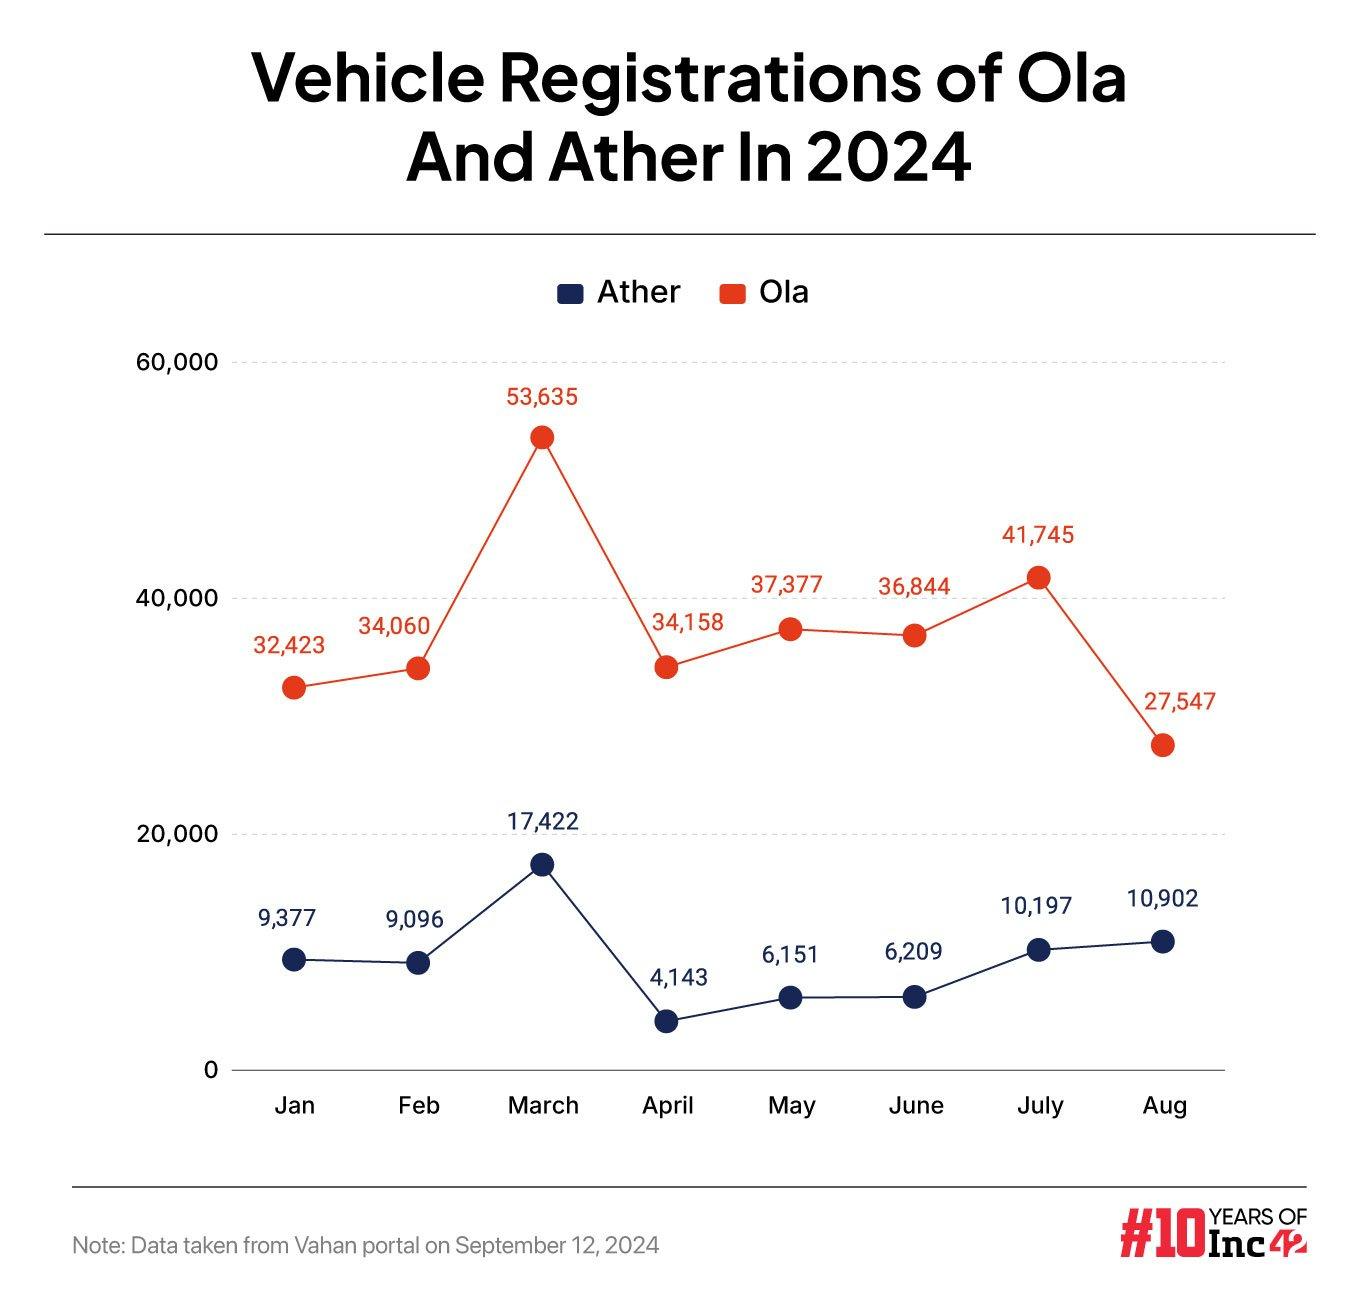 Vehicle Registrations of Ola
And Ather In 2024
Ather Ola
60,000
53,635
41,745
40,000
37,377 36,844
34,060
34,158
32,423
27,547
20,000
17,422
10,902
10,197
9,377 9,096
6,151 6,209
4,143
0
Jan Feb March April May June July Aug
Note: Data taken from Vahan portal on September 12, 2024
#10 YEARS OF
Inc42